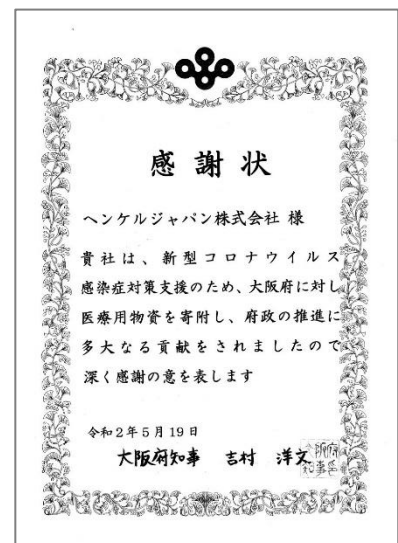 感謝状
ヘンケルジャパン株式会社 様
貴社は、新型コロナウイルス
感染症対策支援のため、大阪府に対し
医療用物資を寄附し、府政の推進に
多大なる貢献をされましたので
深く感謝の意を表します
令和2年5月19日
大阪府知事 吉村 洋文